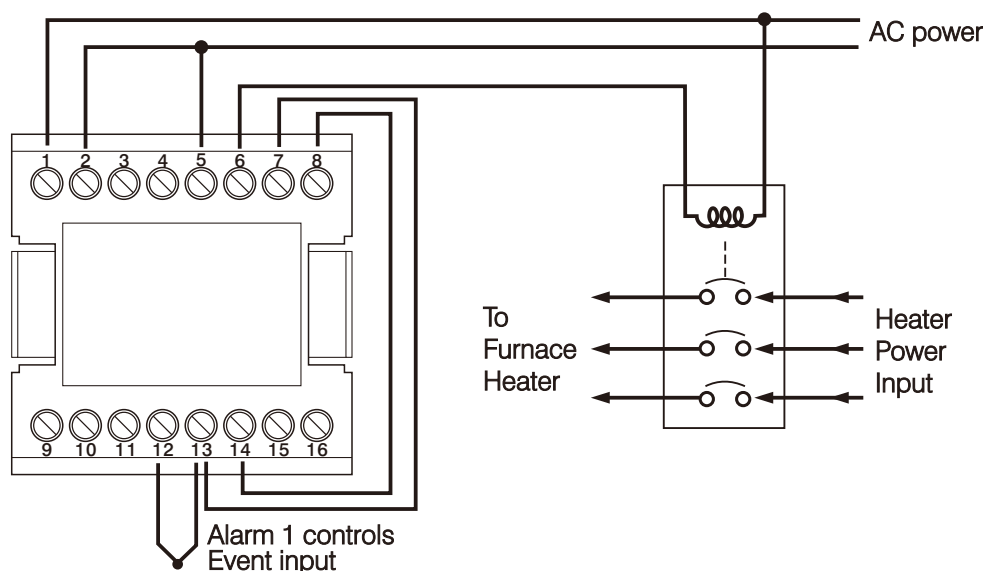 AC power
1 2 3 4 5 6 7 8
To
Furnace
Heater
Heater
Power
Input
9 10 11 12 13 14 15 16
Alarm 1 controls
Event input